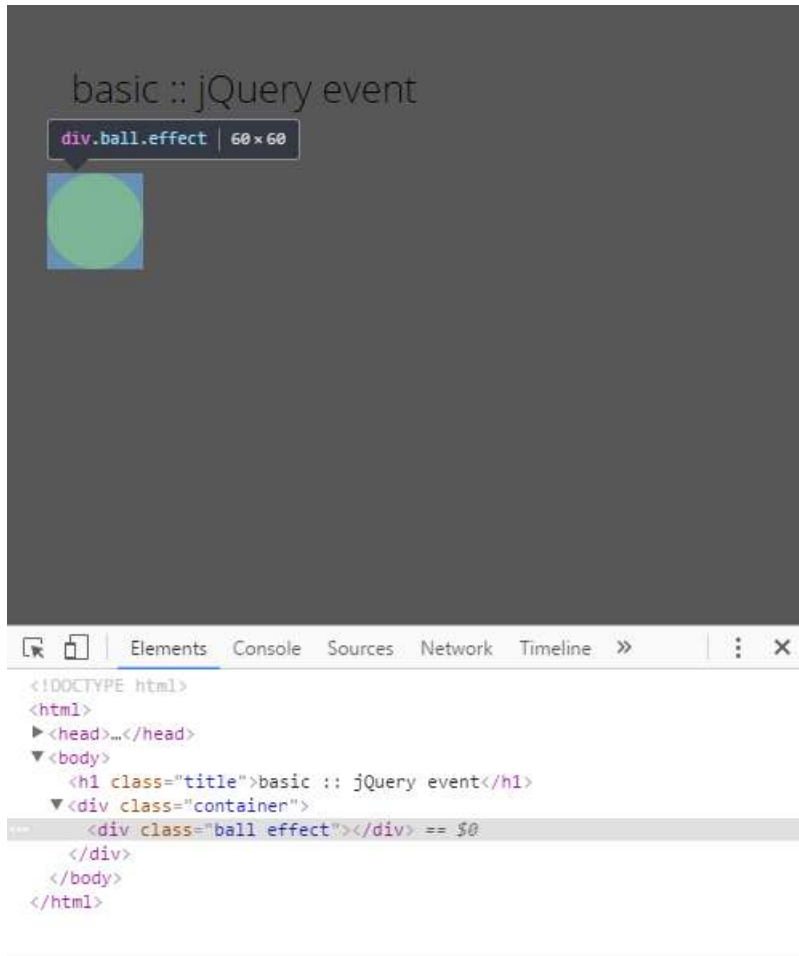 basic :: jQuery event
div.ball.effect | 60 × 60
Elements Console Sources Network Timeline »
<!DOCTYPE html>
<html>
▶<head>…</head>
▼<body>
<h1 class="title">basic :: jQuery event</h1>
▼<div class="container">
<div class="ball effect"></div> == $0
</div>
</body>
</html>